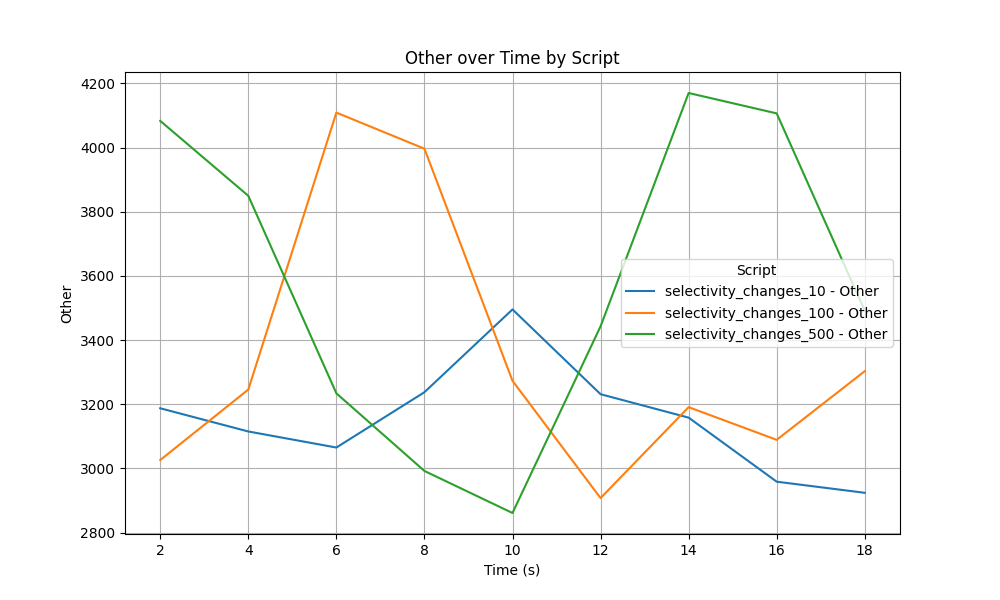 Other over Time by Script
4200
4000
3800
3600
3400
3200
3000
2800
Other
Script
selectivity_changes_10 - Other
selectivity_changes_100 - Other
selectivity_changes_500 - Other
2 4 6 8 10 12 14 16 18
Time (s)